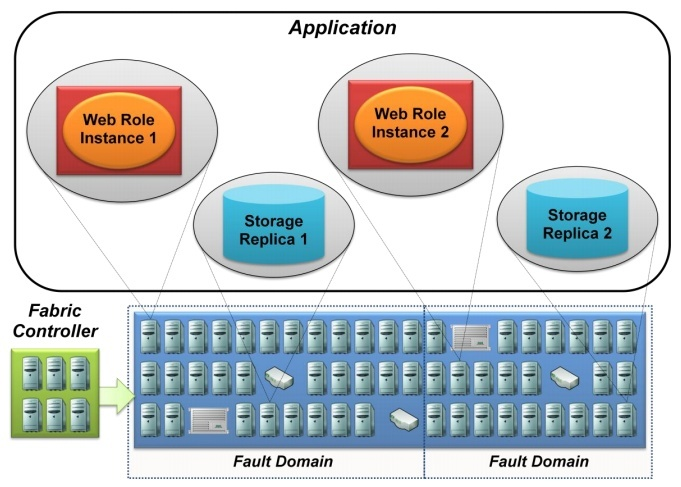 Application
Web Role
Instance 1
Web Role
Instance 2
Storage
Replica 1
Storage
Replica 2
Fabric
Controller
Fault Domain
Fault Domain